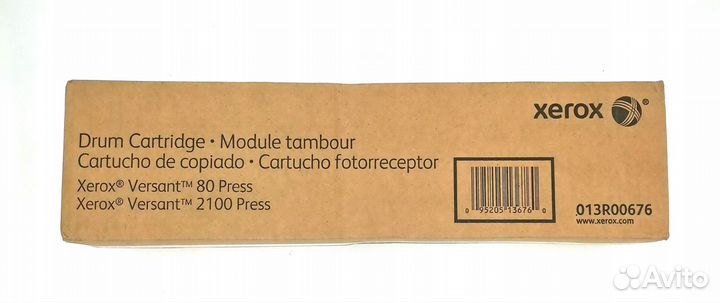 xerox
Drum Cartridge • Module tambour
Cartucho de copiado • Cartucho fotorreceptor
Xerox® Versant™ 80 Press
Xerox® Versant™ 2100 Press
0 95205 13676 0
013R00676
www.xerox.com
Avito